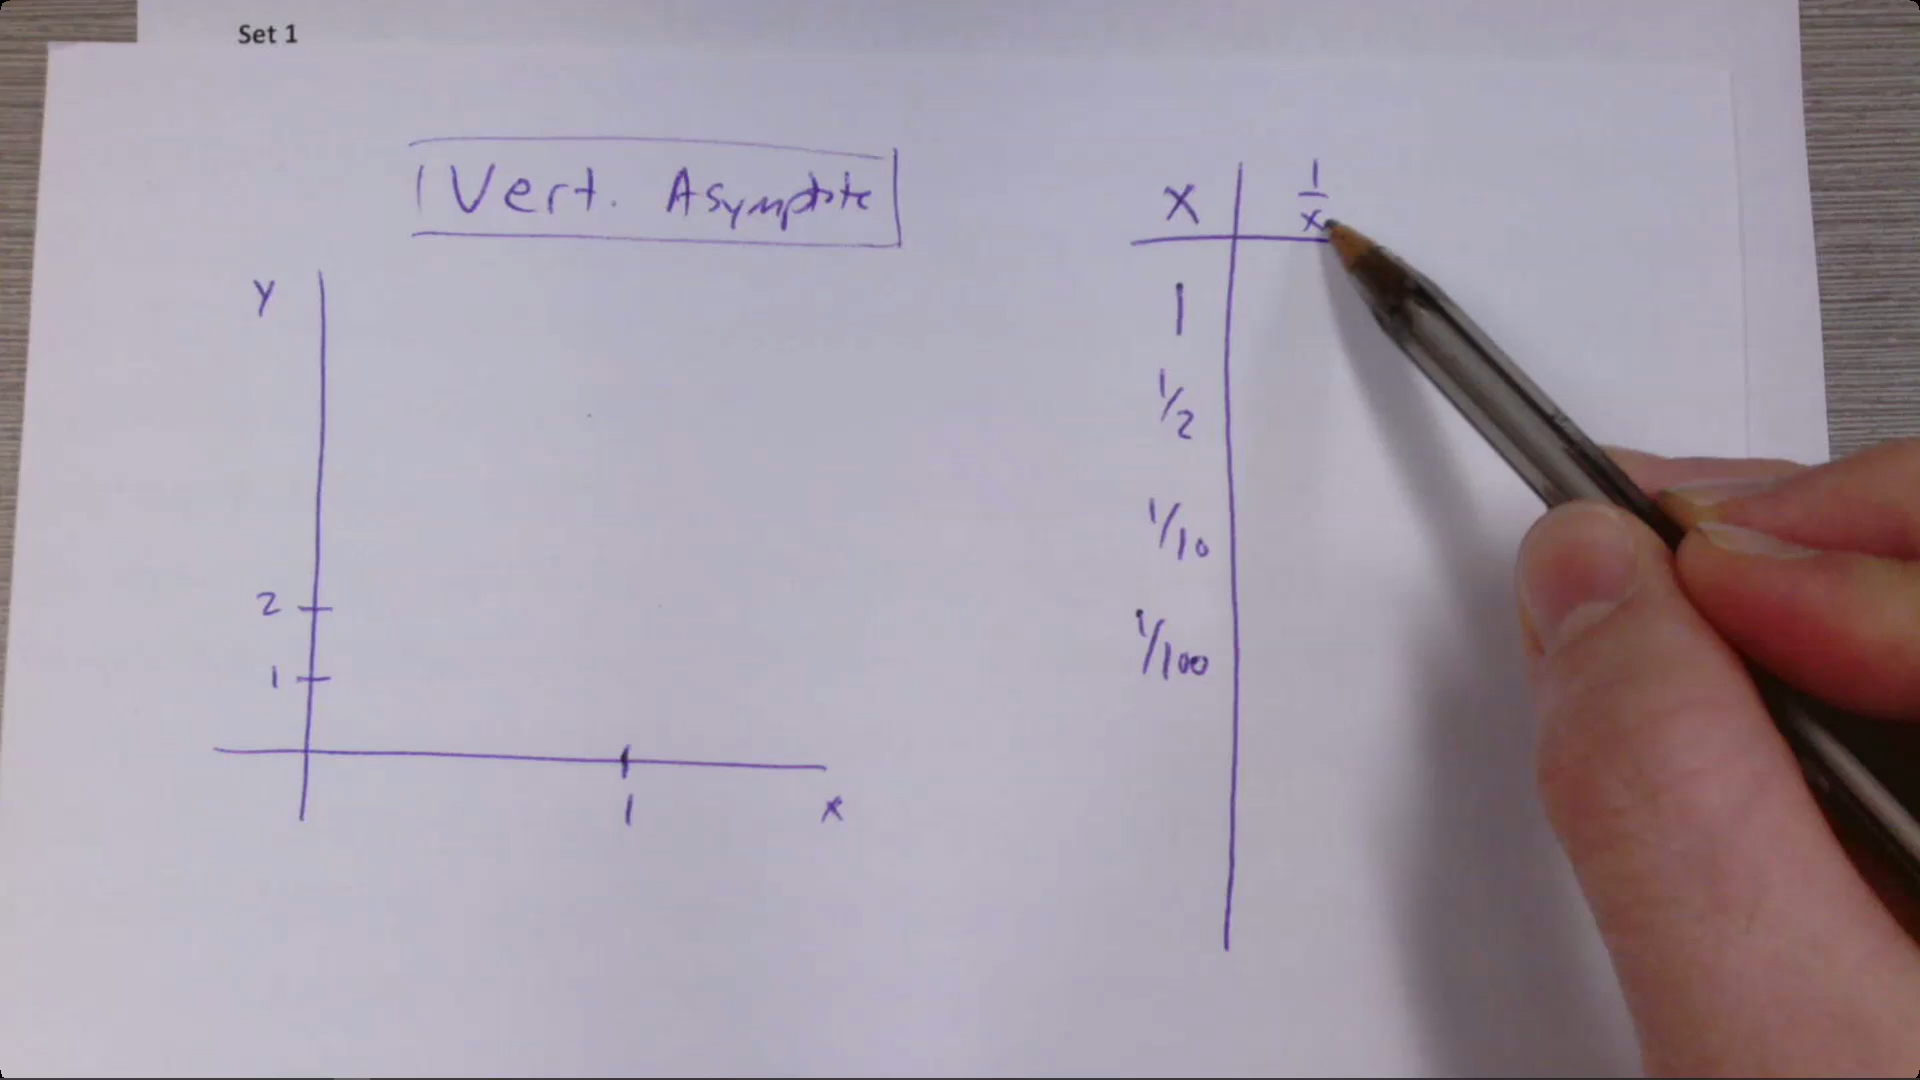 Set 1
Vert. Asymptote
y
2
1
1
x
x 1/x
1
1/2
1/10
1/100